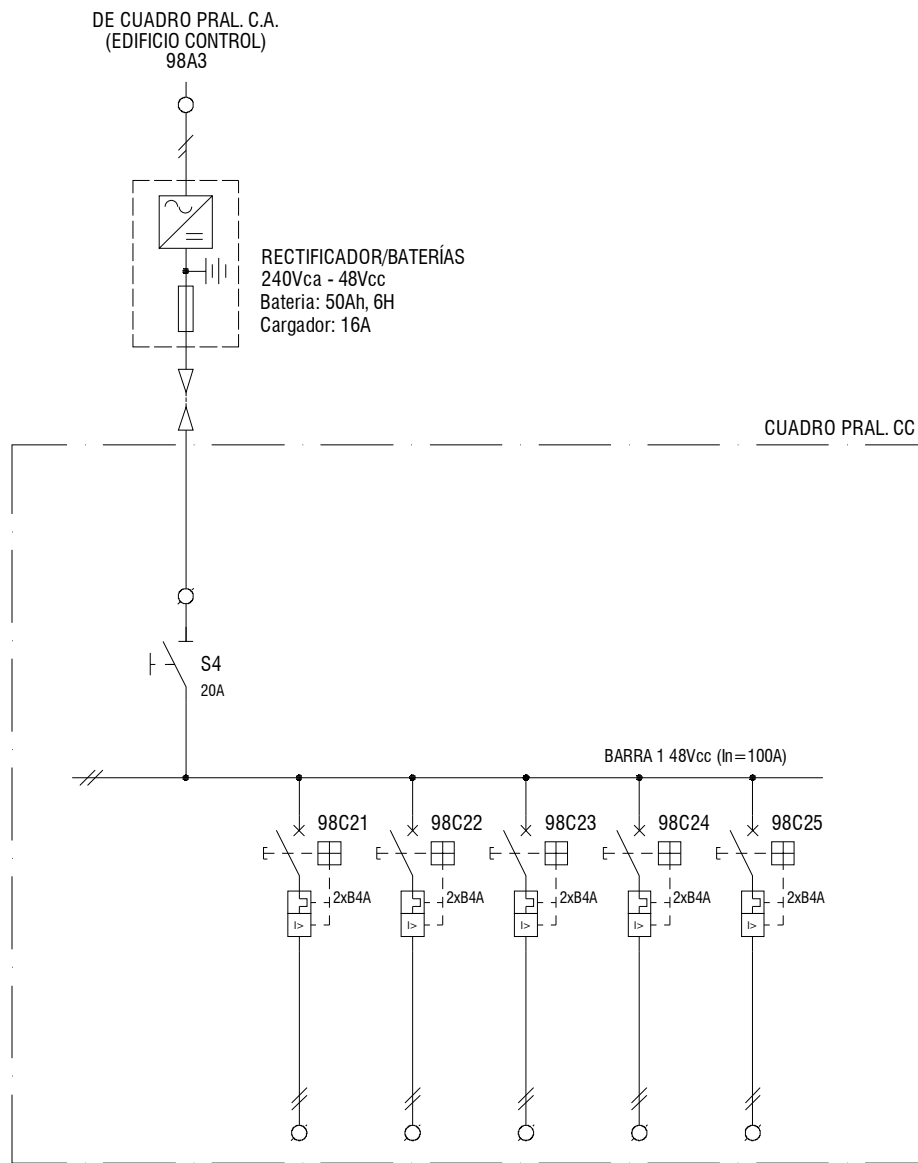 DE CUADRO PRAL. C.A.
(EDIFICIO CONTROL)
98A3
RECTIFICADOR/BATERÍAS
240Vca - 48Vcc
Bateria: 50Ah, 6H
Cargador: 16A
CUADRO PRAL. CC
S4
20A
BARRA 1 48Vcc (In=100A)
98C21 98C22 98C23 98C24 98C25
2xB4A 2xB4A 2xB4A 2xB4A 2xB4A
I> I> I> I> I>